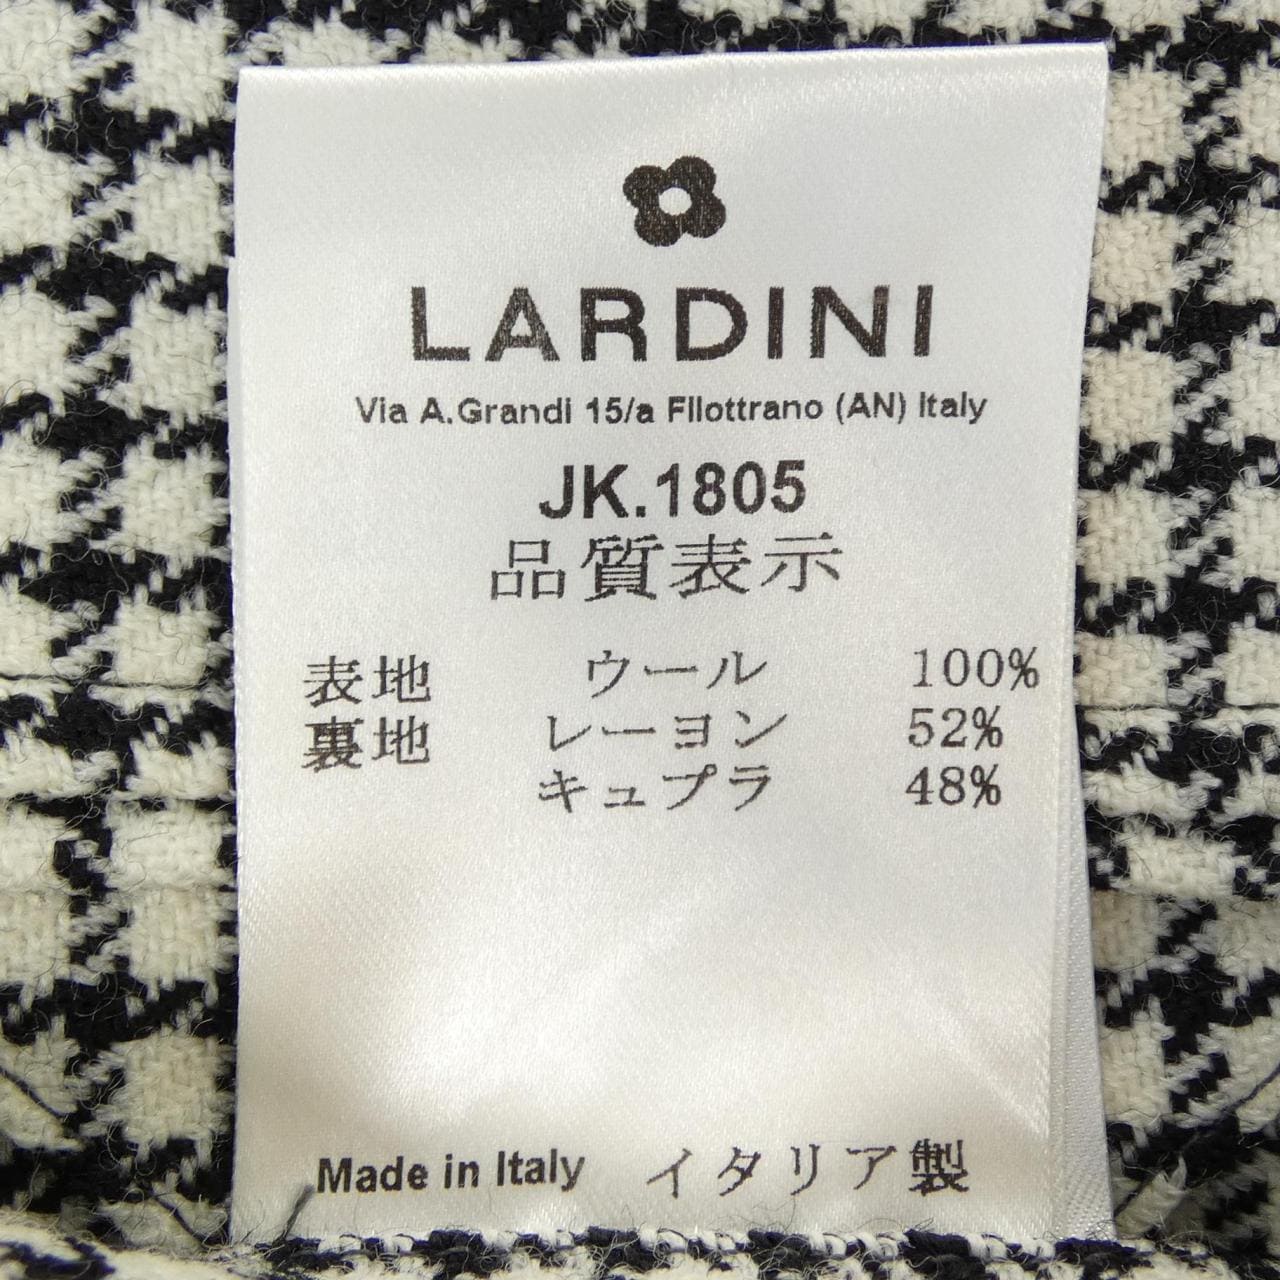 LARDINI
Via A.Grandi 15/a Filottrano (AN) Italy
JK.1805
品質表示
表地 ウール 100%
裏地 レーヨン 52%
キュプラ 48%
Made in Italy イタリア製